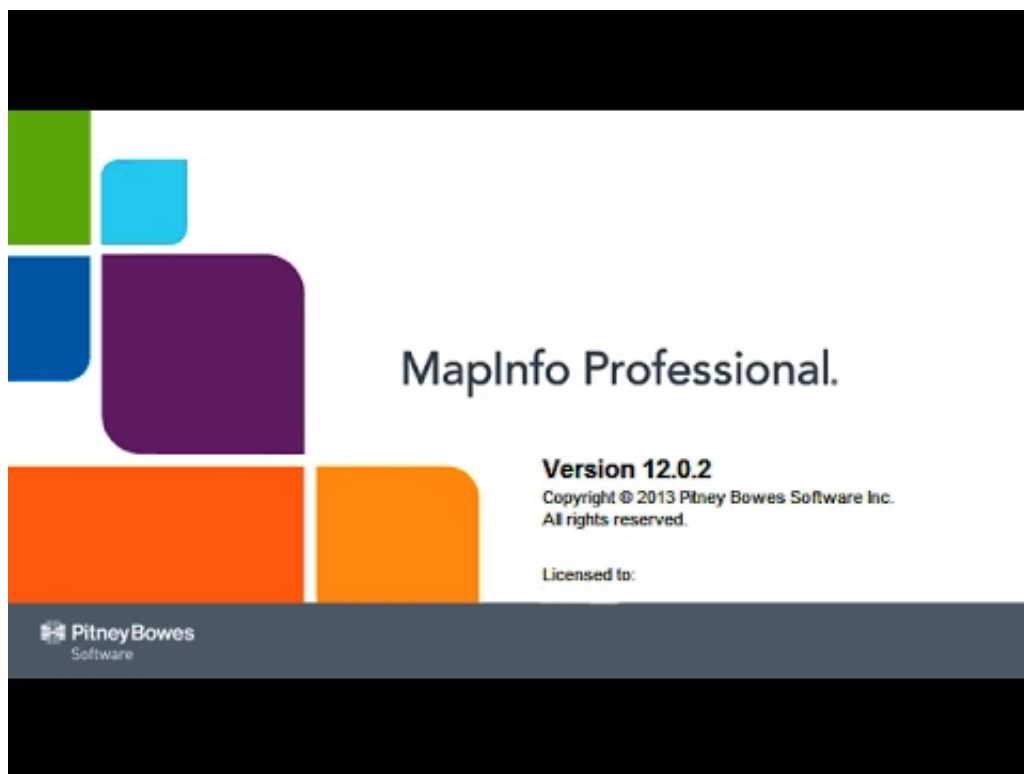 MapInfo Professional.
Version 12.0.2
Copyright © 2013 Pitney Bowes Software Inc.
All rights reserved.
Licensed to:
PitneyBowes
Software